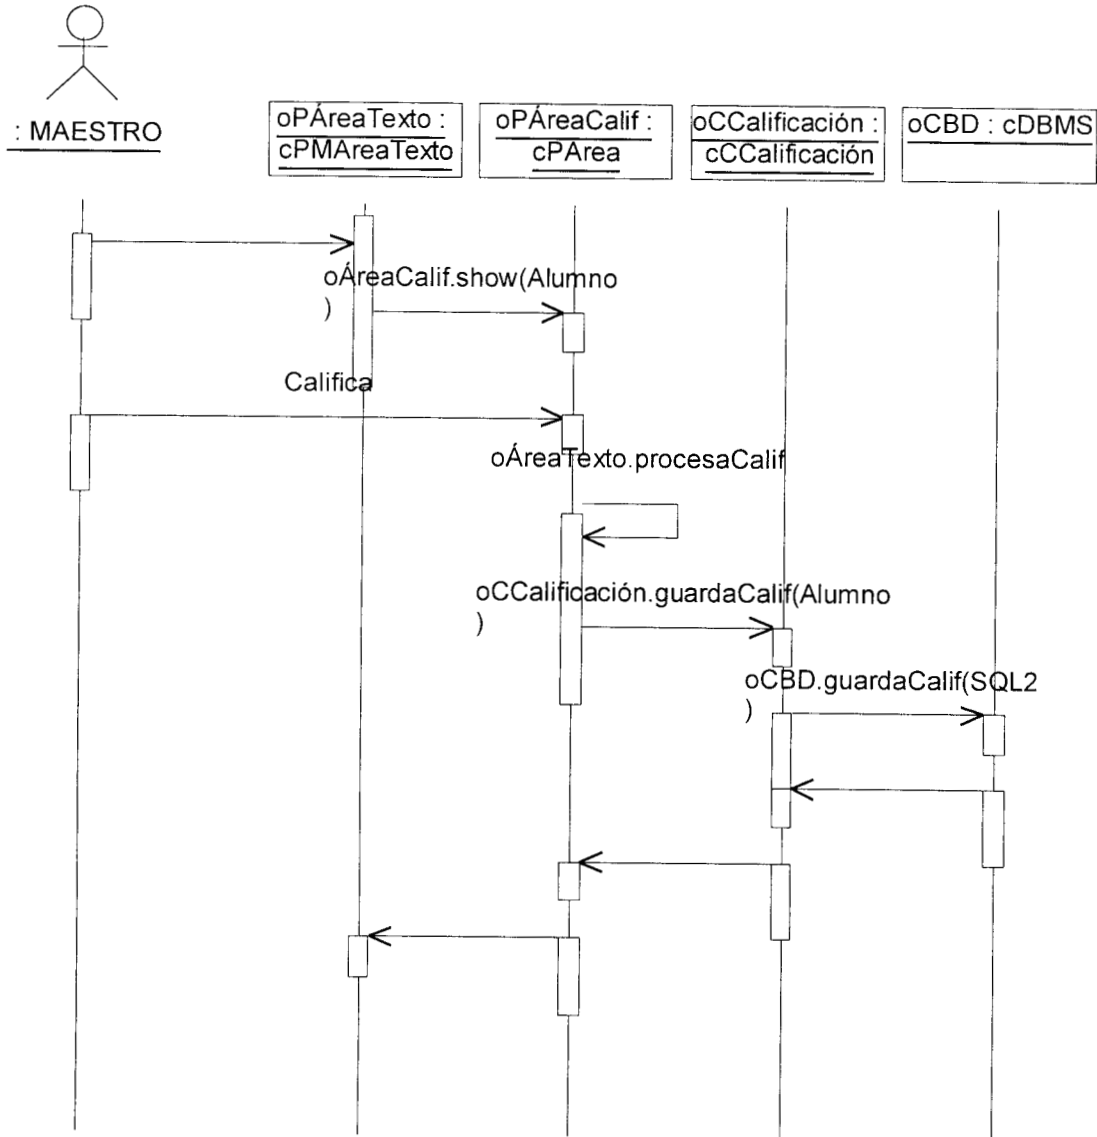 : MAESTRO
oPÁreaTexto :
cPMAreaTexto
oPÁreaCalif :
cPArea
oCCalificación :
cCCalificación
oCBD : cDBMS
oÁreaCalif.show(Alumno
)
Califica
oÁreaTexto.procesaCalif
oCCalificación.guardaCalif(Alumno
)
oCBD.guardaCalif(SQL2
)